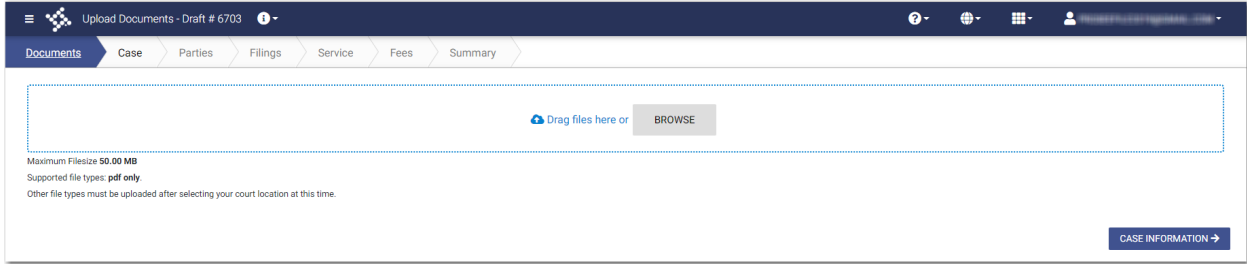 Upload Documents - Draft # 6703
Documents Case Parties Filings Service Fees Summary
Drag files here or BROWSE
Maximum Filesize 50.00 MB
Supported file types: pdf only.
Other file types must be uploaded after selecting your court location at this time.
CASE INFORMATION →